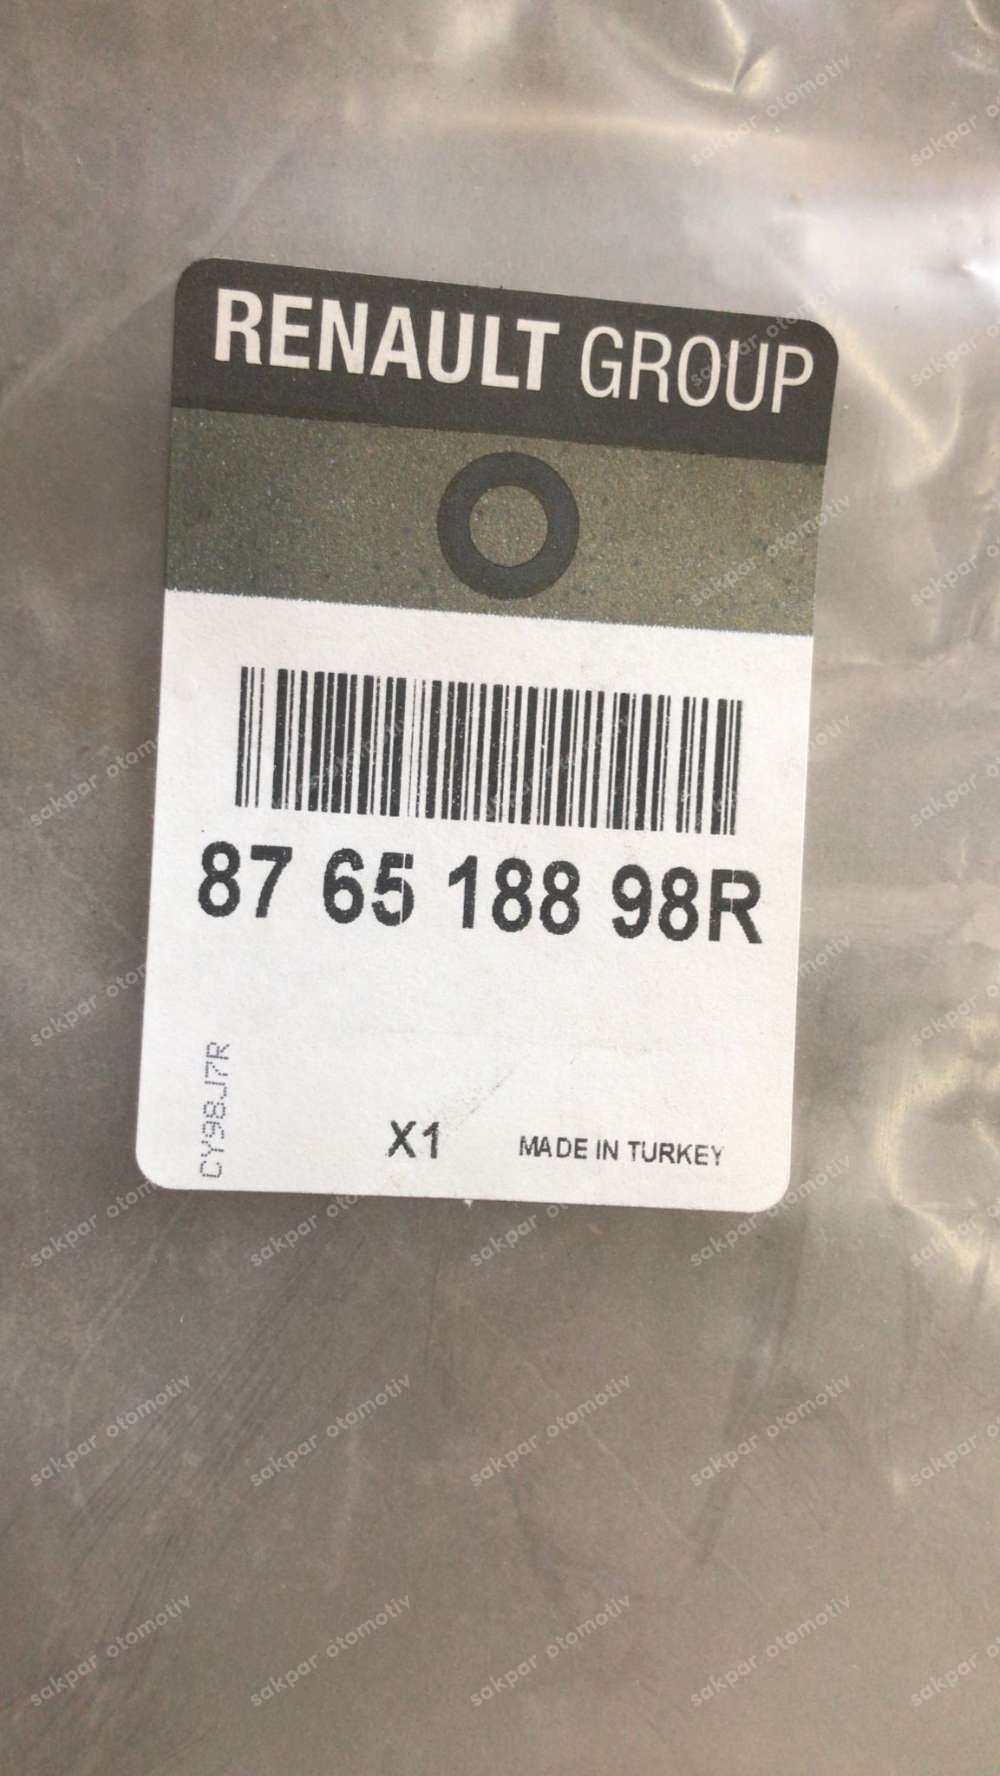 RENAULT GROUP
87 65 188 98R
CY98J7R
X1
MADE IN TURKEY
sakpar otomotiv